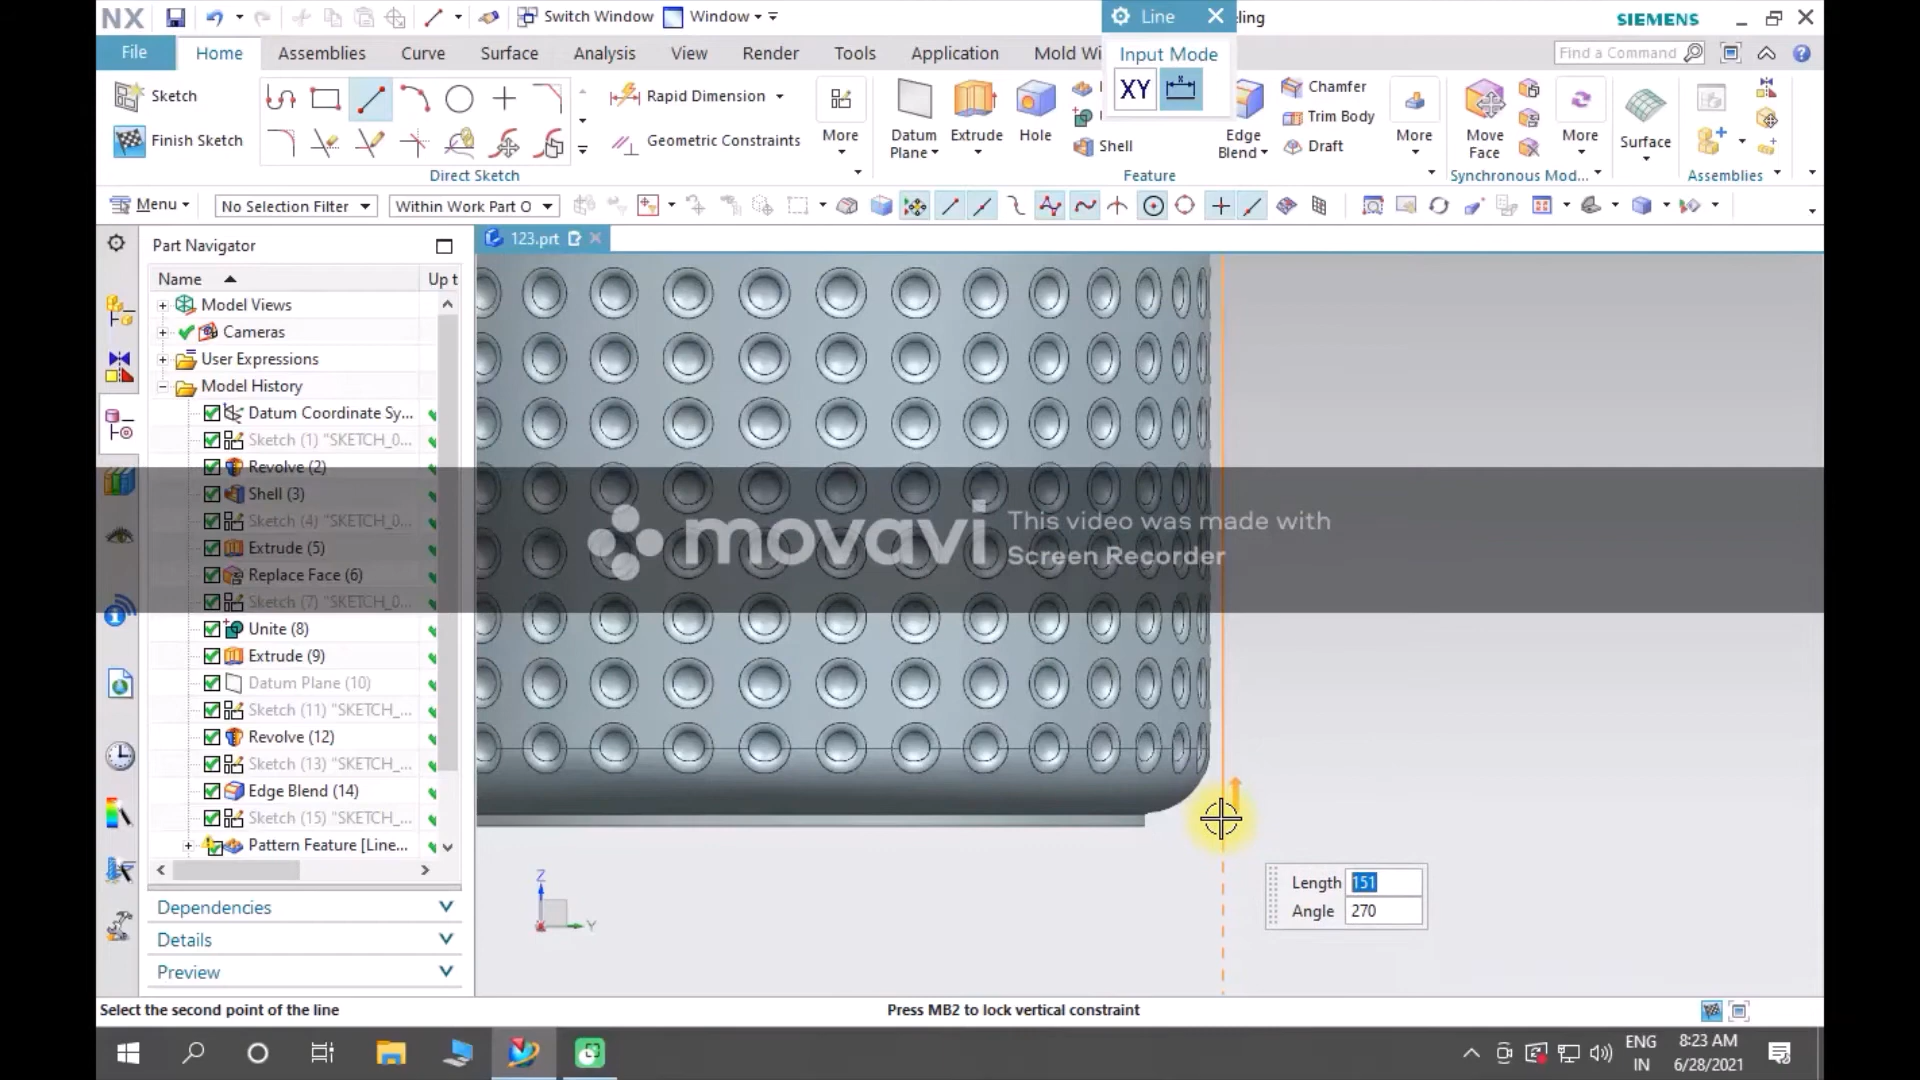 NX
Switch Window
Window
Line
eling
SIEMENS
File
Home
Assemblies
Curve
Surface
Analysis
View
Render
Tools
Application
Mold Wi
Input Mode
XY
Find a Command
Sketch
Finish Sketch
Rapid Dimension
Geometric Constraints
More
Direct Sketch
Datum
Plane
Extrude
Hole
Shell
Edge
Blend
Chamfer
Trim Body
Draft
More
Feature
Move
Face
More
Synchronous Mod...
Surface
Assemblies
Menu
No Selection Filter
Within Work Part O
Part Navigator
123.prt
Name
Up t
Model Views
Cameras
User Expressions
Model History
Datum Coordinate Sy...
Sketch (1) "SKETCH_0...
Revolve (2)
Shell (3)
Sketch (4) "SKETCH_0...
Extrude (5)
Replace Face (6)
Sketch (7) "SKETCH_0...
Unite (8)
Extrude (9)
Datum Plane (10)
Sketch (11) "SKETCH_...
Revolve (12)
Sketch (13) "SKETCH_...
Edge Blend (14)
Sketch (15) "SKETCH_...
Pattern Feature [Line...
Dependencies
Details
Preview
movavi
This video was made with
Screen Recorder
Z
Y
Length 151
Angle 270
Select the second point of the line
Press MB2 to lock vertical constraint
ENG
IN
8:23 AM
6/28/2021